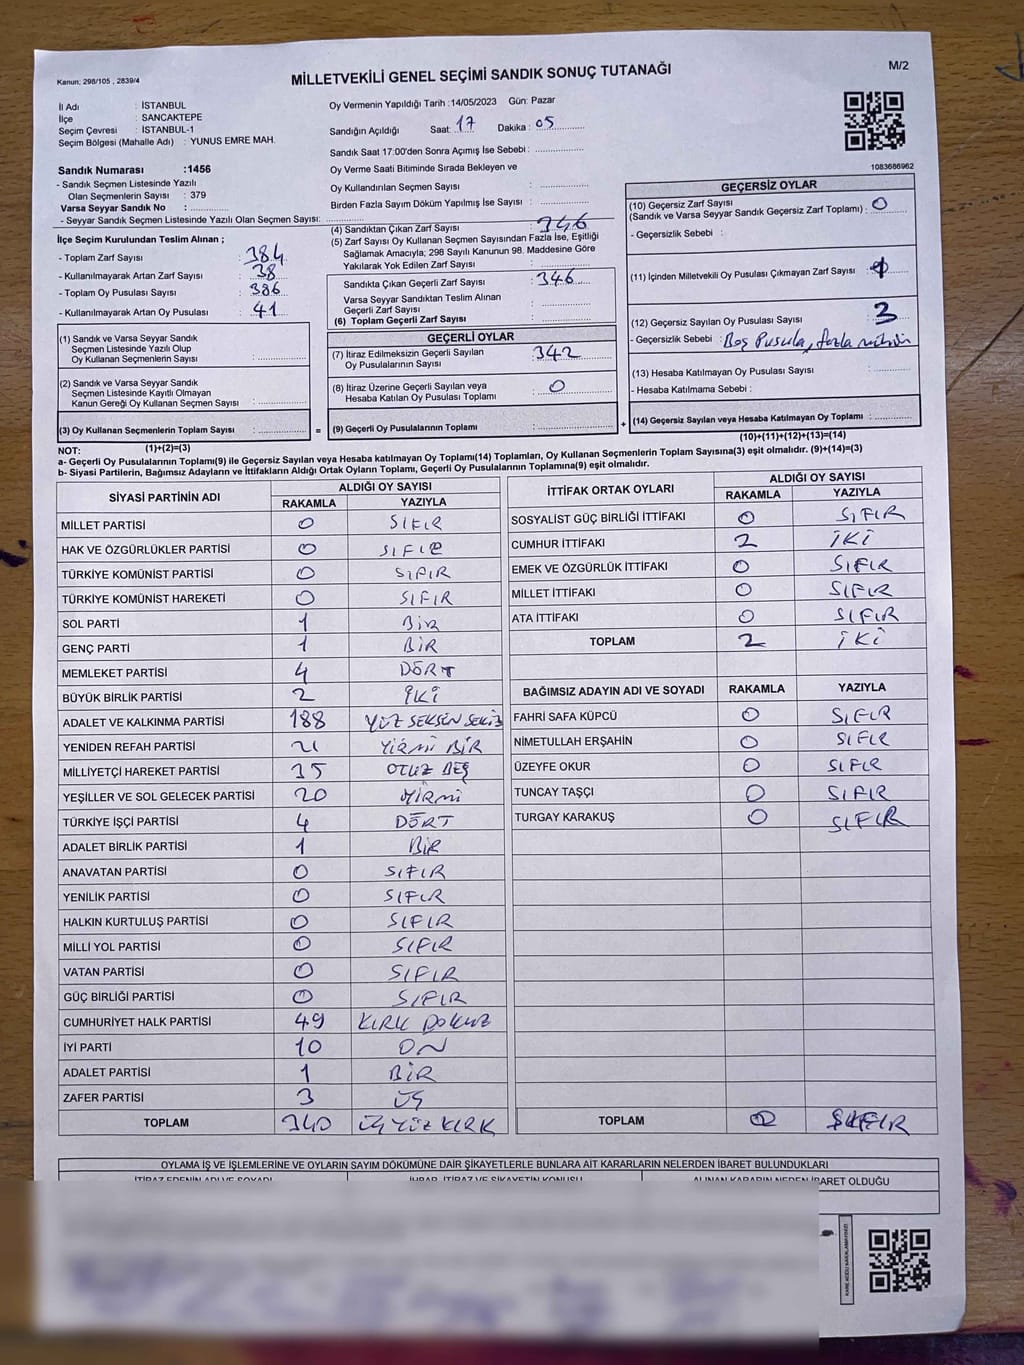 Kanun: 298/105 , 2839/4
MİLLETVEKİLİ GENEL SEÇİMİ SANDIK SONUÇ TUTANAĞI
M/2
İl Adı : İSTANBUL
İlçe : SANCAKTEPE
Seçim Çevresi : İSTANBUL-1
Seçim Bölgesi (Mahalle Adı) : YUNUS EMRE MAH.
Sandık Numarası :1456
- Sandık Seçmen Listesinde Yazılı
Olan Seçmenlerin Sayısı : 379
Varsa Seyyar Sandık No :
- Seyyar Sandık Seçmen Listesinde Yazılı Olan Seçmen Sayısı:
Oy Vermenin Yapıldığı Tarih :14/05/2023 Gün: Pazar
Sandığın Açıldığı Saat: 17 Dakika : 05
Sandık Saat 17:00'den Sonra Açımış İse Sebebi :
Oy Verme Saati Bitiminde Sırada Bekleyen ve
Oy Kullandırılan Seçmen Sayısı :
Birden Fazla Sayım Döküm Yapılmış İse Sayısı :
1083686962
İlçe Seçim Kurulundan Teslim Alınan ;
- Toplam Zarf Sayısı : 384
- Kullanılmayarak Artan Zarf Sayısı : 38
- Toplam Oy Pusulası Sayısı : 386
- Kullanılmayarak Artan Oy Pusulası : 41
(4) Sandıktan Çıkan Zarf Sayısı : 346
(5) Zarf Sayısı Oy Kullanan Seçmen Sayısından Fazla İse, Eşitliği
Sağlamak Amacıyla; 298 Sayılı Kanunun 98. Maddesine Göre
Yakılarak Yok Edilen Zarf Sayısı :
Sandıkta Çıkan Geçerli Zarf Sayısı : 346
Varsa Seyyar Sandıktan Teslim Alınan
Geçerli Zarf Sayısı :
(6) Toplam Geçerli Zarf Sayısı :
GEÇERSİZ OYLAR
(10) Geçersiz Zarf Sayısı
(Sandık ve Varsa Seyyar Sandık Geçersiz Zarf Toplamı) : 0
- Geçersizlik Sebebi :
(11) İçinden Milletvekili Oy Pusulası Çıkmayan Zarf Sayısı :
(12) Geçersiz Sayılan Oy Pusulası Sayısı : 3
- Geçersizlik Sebebi : Boş Pusula, fazla mühür
(13) Hesaba Katılmayan Oy Pusulası Sayısı :
- Hesaba Katılmama Sebebi :
(14) Geçersiz Sayılan veya Hesaba Katılmayan Oy Toplamı :
(10)+(11)+(12)+(13)=(14)
(1) Sandık ve Varsa Seyyar Sandık
Seçmen Listesinde Yazılı Olup
Oy Kullanan Seçmenlerin Sayısı :
(2) Sandık ve Varsa Seyyar Sandık
Seçmen Listesinde Kayıtlı Olmayan
Kanun Gereği Oy Kullanan Seçmen Sayısı :
(3) Oy Kullanan Seçmenlerin Toplam Sayısı : =
(1)+(2)=(3)
GEÇERLİ OYLAR
(7) İtiraz Edilmeksizin Geçerli Sayılan
Oy Pusulalarının Sayısı : 342
(8) İtiraz Üzerine Geçerli Sayılan veya
Hesaba Katılan Oy Pusulası Toplamı : 0
(9) Geçerli Oy Pusulalarının Toplamı : +
NOT:
a- Geçerli Oy Pusulalarının Toplamı(9) ile Geçersiz Sayılan veya Hesaba katılmayan Oy Toplamı(14) Toplamları, Oy Kullanan Seçmenlerin Toplam Sayısına(3) eşit olmalıdır. (9)+(14)=(3)
b- Siyasi Partilerin, Bağımsız Adayların ve İttifakların Aldığı Ortak Oyların Toplamı, Geçerli Oy Pusulalarının Toplamına(9) eşit olmalıdır.
SİYASİ PARTİNİN ADI ALDIĞI OY SAYISI
RAKAMLA YAZIYLA
MİLLET PARTİSİ 0 SIFIR
HAK VE ÖZGÜRLÜKLER PARTİSİ 0 SIFIR
TÜRKİYE KOMÜNİST PARTİSİ 0 SIFIR
TÜRKİYE KOMÜNİST HAREKETİ 0 SIFIR
SOL PARTİ 1 BİR
GENÇ PARTİ 1 BİR
MEMLEKET PARTİSİ 4 DÖRT
BÜYÜK BİRLİK PARTİSİ 2 İKİ
ADALET VE KALKINMA PARTİSİ 188 YÜZ SEKSEN SEKİZ
YENİDEN REFAH PARTİSİ 21 YİRMİ BİR
MİLLİYETÇİ HAREKET PARTİSİ 35 OTUZ BEŞ
YEŞİLLER VE SOL GELECEK PARTİSİ 20 YİRMİ
TÜRKİYE İŞÇİ PARTİSİ 4 DÖRT
ADALET BİRLİK PARTİSİ 1 BİR
ANAVATAN PARTİSİ 0 SIFIR
YENİLİK PARTİSİ 0 SIFIR
HALKIN KURTULUŞ PARTİSİ 0 SIFIR
MİLLİ YOL PARTİSİ 0 SIFIR
VATAN PARTİSİ 0 SIFIR
GÜÇ BİRLİĞİ PARTİSİ 0 SIFIR
CUMHURİYET HALK PARTİSİ 49 KIRK DOKUZ
İYİ PARTİ 10 ON
ADALET PARTİSİ 1 BİR
ZAFER PARTİSİ 3 ÜÇ
TOPLAM 340 ÜÇ YÜZ KIRK
İTTİFAK ORTAK OYLARI ALDIĞI OY SAYISI
RAKAMLA YAZIYLA
SOSYALİST GÜÇ BİRLİĞİ İTTİFAKI 0 SIFIR
CUMHUR İTTİFAKI 2 İKİ
EMEK VE ÖZGÜRLÜK İTTİFAKI 0 SIFIR
MİLLET İTTİFAKI 0 SIFIR
ATA İTTİFAKI 0 SIFIR
TOPLAM 2 İKİ
BAĞIMSIZ ADAYIN ADI VE SOYADI RAKAMLA YAZIYLA
FAHRİ SAFA KÜPCÜ 0 SIFIR
NİMETULLAH ERŞAHİN 0 SIFIR
ÜZEYFE OKUR 0 SIFIR
TUNCAY TAŞÇI 0 SIFIR
TURGAY KARAKUŞ 0 SIFIR
TOPLAM 0 SIFIR
OYLAMA İŞ VE İŞLEMLERİNE VE OYLARIN SAYIM DÖKÜMÜNE DAİR ŞİKAYETLERLE BUNLARA AİT KARARLARIN NELERDEN İBARET BULUNDUKLARI
İTİRAZ EDENİN ADI VE SOYADI İHBAR, İTİRAZ VE ŞİKAYETİN KONUSU ALINAN KARARIN NEDEN İBARET OLDUĞU